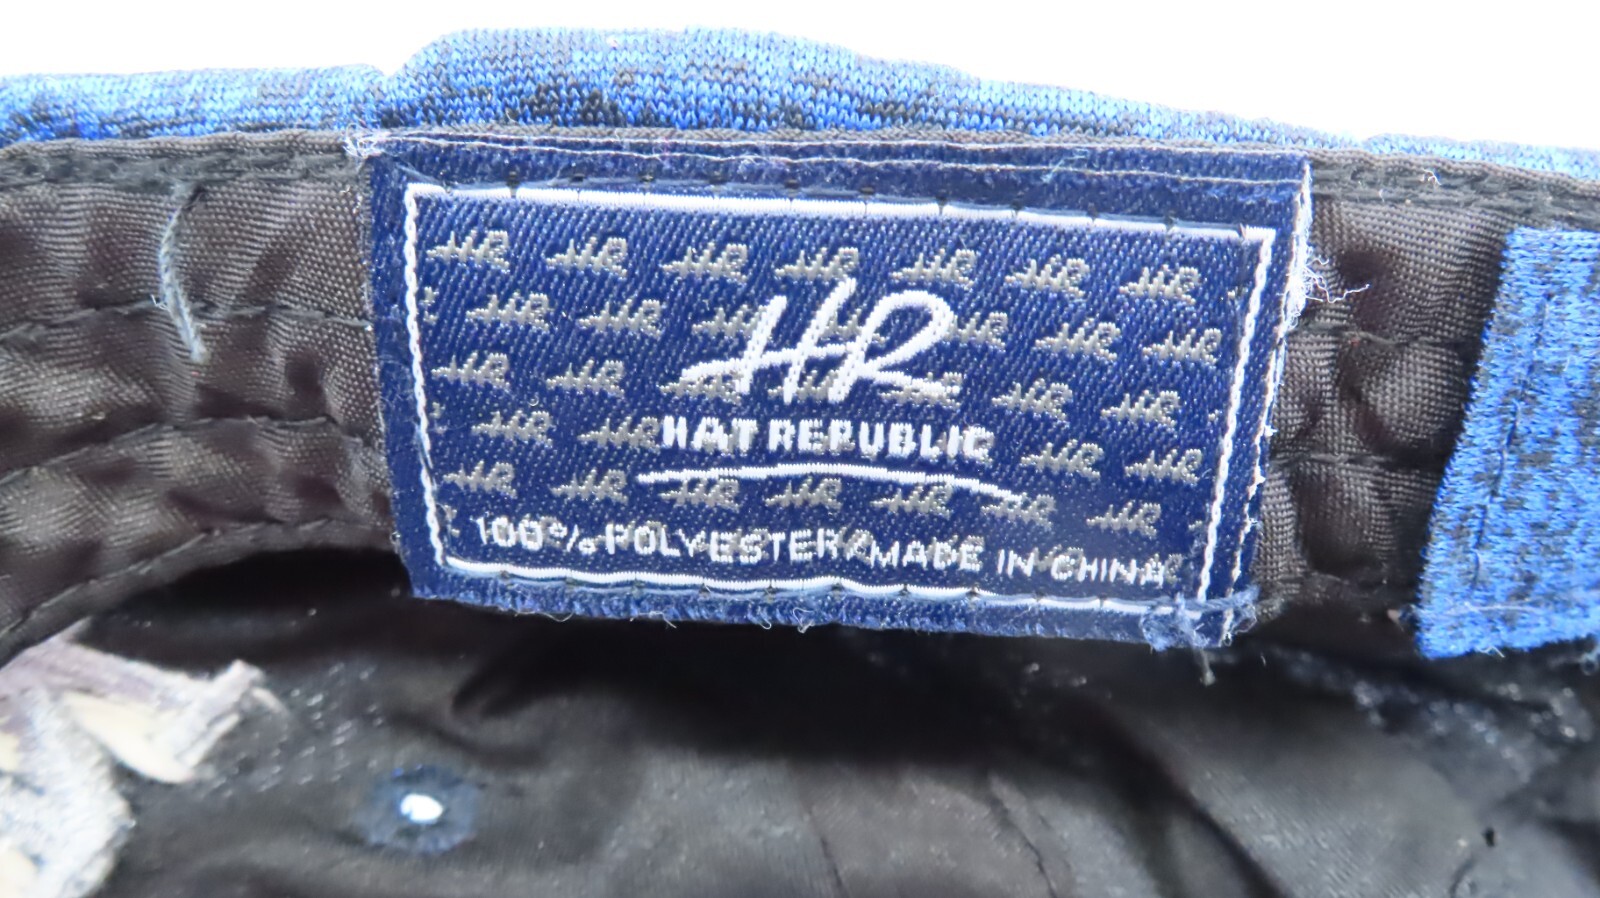 HR
HAT REPUBLIC
100% POLYESTER/MADE IN CHINA